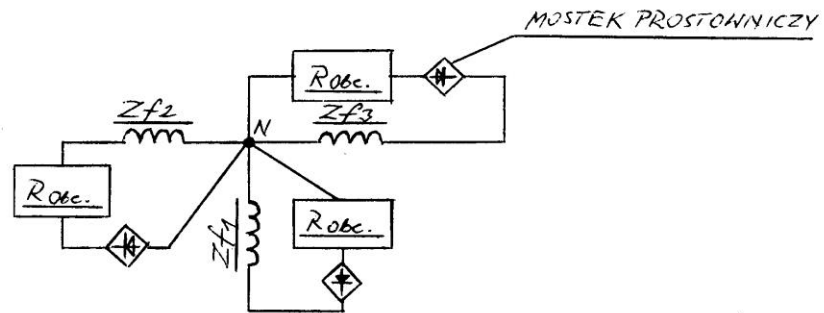 MOSTEK PROSTOWNICZY
Robc.
Zf2
N
Zf3
Robc.
Robc.
Zf1